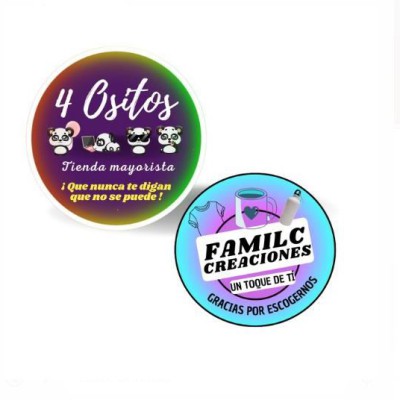 4 Ositos
Tienda mayorista
¡ Que nunca te digan
que no se puede !
FAMILC
CREACIONES
UN TOQUE DE TÍ
GRACIAS POR ESCOGERNOS